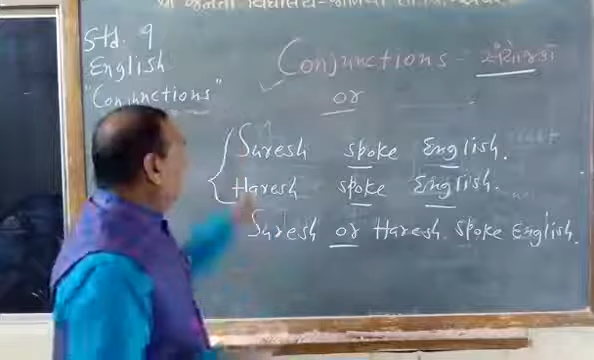 Std. 9
English
"Conjunctions"
Conjunctions - સંયોજકો
or
Suresh spoke English.
Haresh spoke English.
Suresh or Haresh spoke English.